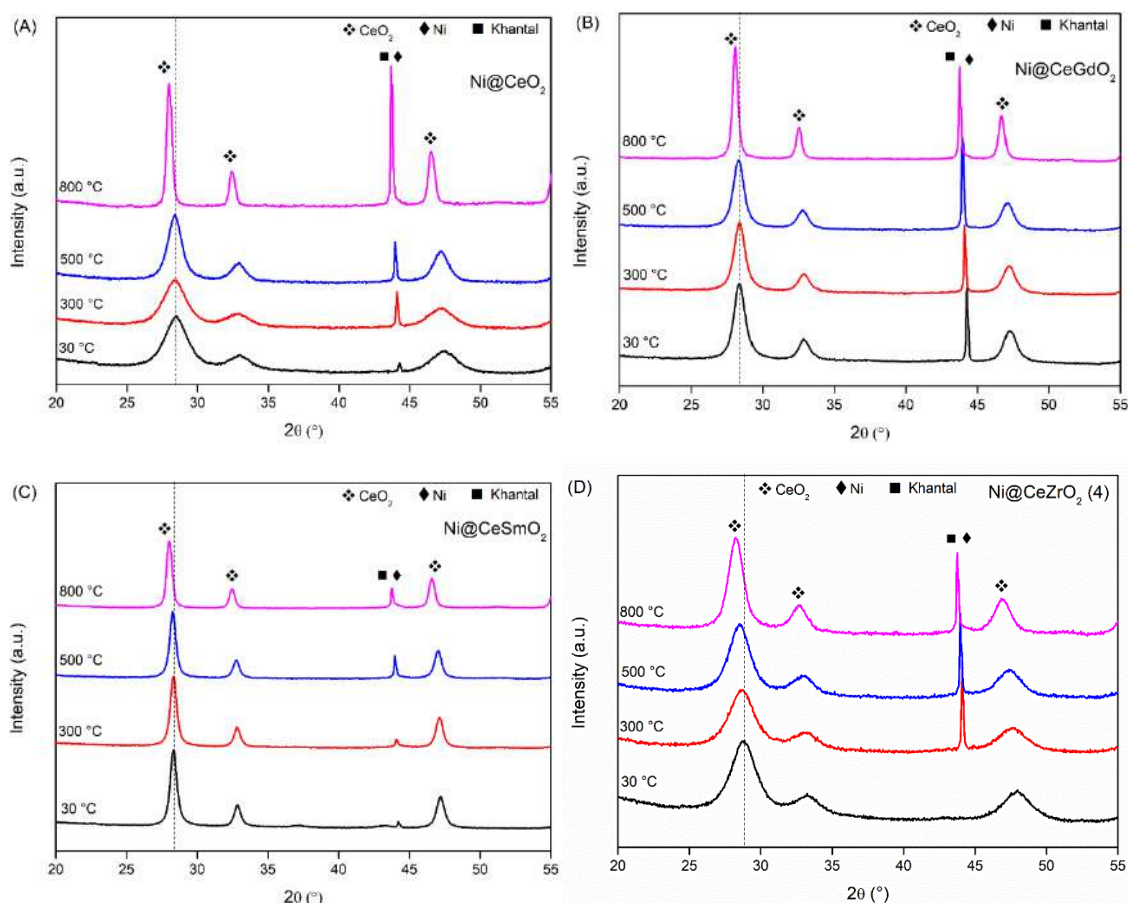 (A)
❖ CeO₂ ♦ Ni ■ Khantal
Ni@CeO₂
800 °C
500 °C
300 °C
30 °C
Intensity (a.u.)
20 25 30 35 40 45 50 55
2θ (°)
(B)
❖ CeO₂ ♦ Ni ■ Khantal
Ni@CeGdO₂
800 °C
500 °C
300 °C
30 °C
Intensity (a.u.)
20 25 30 35 40 45 50 55
2θ (°)
(C)
❖ CeO₂ ♦ Ni ■ Khantal
Ni@CeSmO₂
800 °C
500 °C
300 °C
30 °C
Intensity (a.u.)
20 25 30 35 40 45 50 55
2θ (°)
(D)
❖ CeO₂ ♦ Ni ■ Khantal
Ni@CeZrO₂ (4)
800 °C
500 °C
300 °C
30 °C
Intensity (a.u.)
20 25 30 35 40 45 50 55
2θ (°)